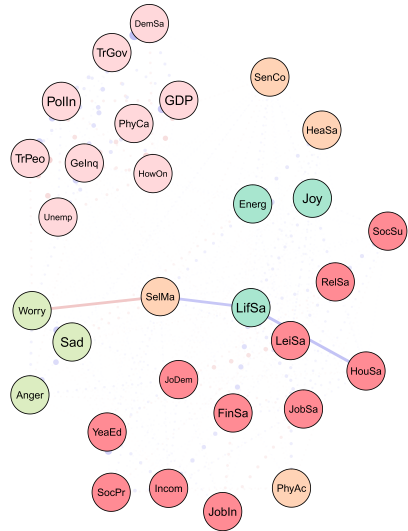 DemSa
TrGov
SenCo
PolIn
GDP
PhyCa
HeaSa
TrPeo
GeInq
HowOn
Energ
Joy
Unemp
SocSu
RelSa
Worry
SelMa
LifSa
Sad
LeiSa
HouSa
JoDem
Anger
FinSa
JobSa
YeaEd
SocPr
Incom
PhyAc
JobIn